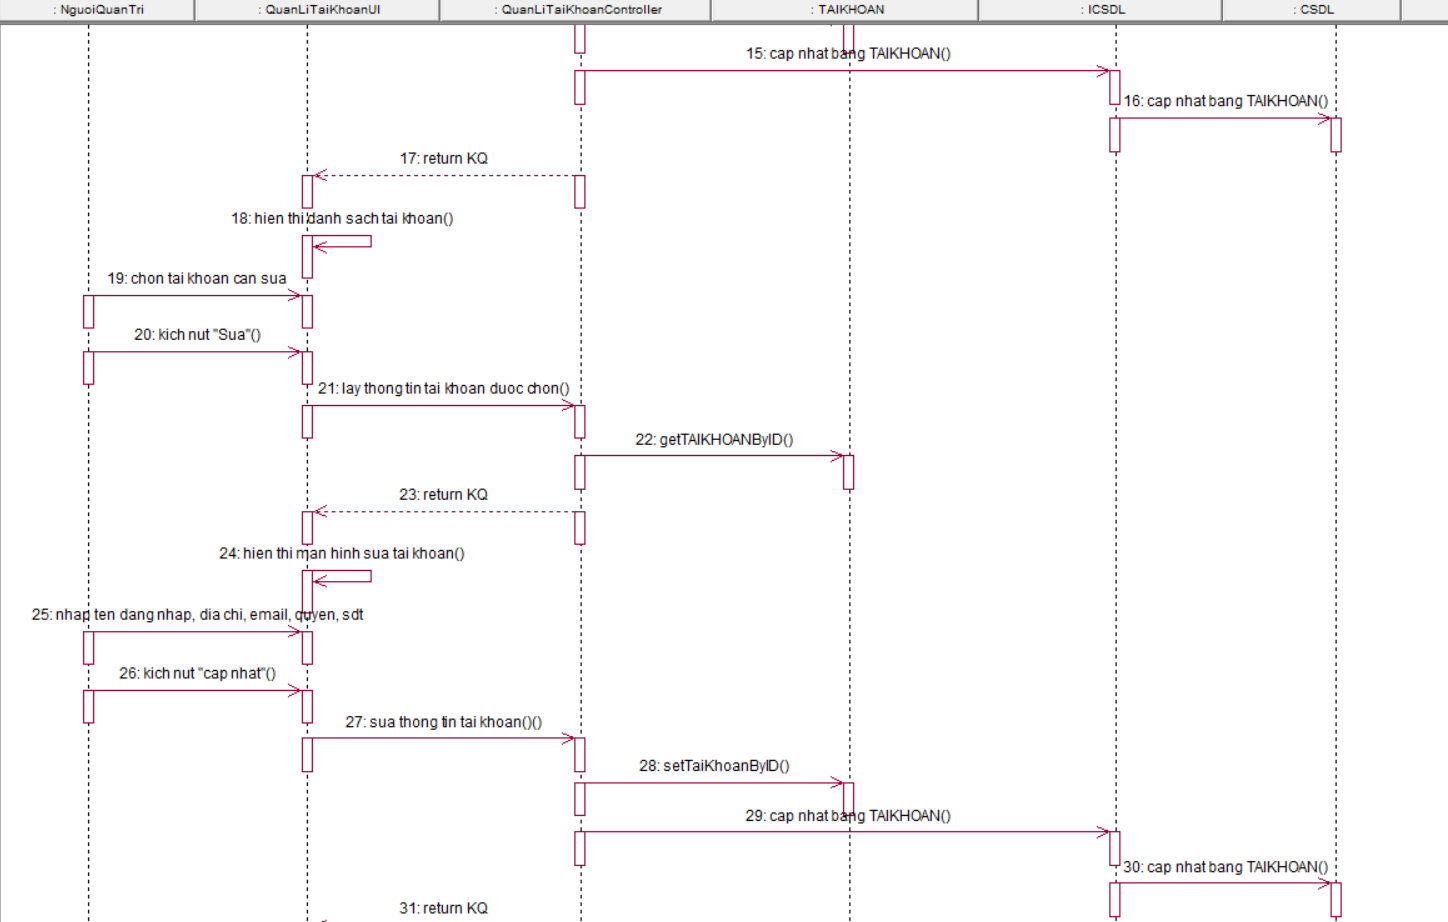 : NguoiQuanTri
: QuanLiTaiKhoanUI
: QuanLiTaiKhoanController
: TAIKHOAN
: ICSDL
: CSDL
15: cap nhat bang TAIKHOAN()
16: cap nhat bang TAIKHOAN()
17: return KQ
18: hien thi danh sach tai khoan()
19: chon tai khoan can sua
20: kich nut "Sua"()
21: lay thong tin tai khoan duoc chon()
22: getTAIKHOANByID()
23: return KQ
24: hien thi man hinh sua tai khoan()
25: nhap ten dang nhap, dia chi, email, quyen, sdt
26: kich nut "cap nhat"()
27: sua thong tin tai khoan()()
28: setTaiKhoanByID()
29: cap nhat bang TAIKHOAN()
30: cap nhat bang TAIKHOAN()
31: return KQ